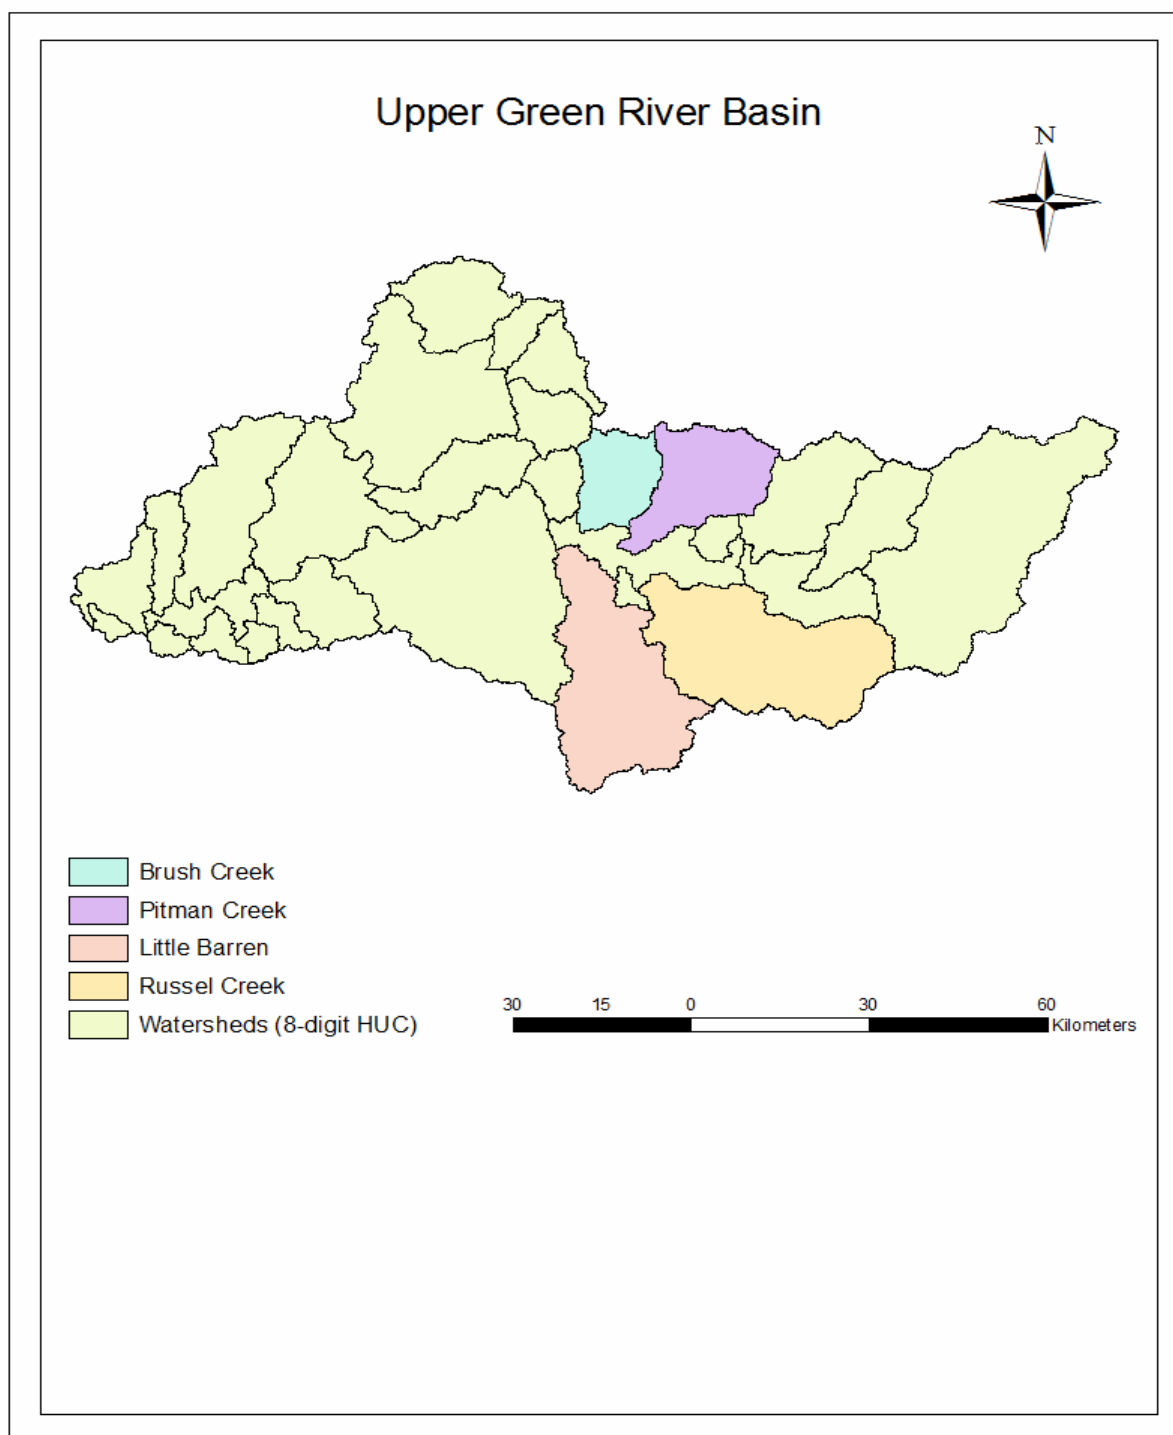 Upper Green River Basin
N
Brush Creek
Pitman Creek
Little Barren
Russel Creek
Watersheds (8-digit HUC)
30 15 0 30 60
Kilometers